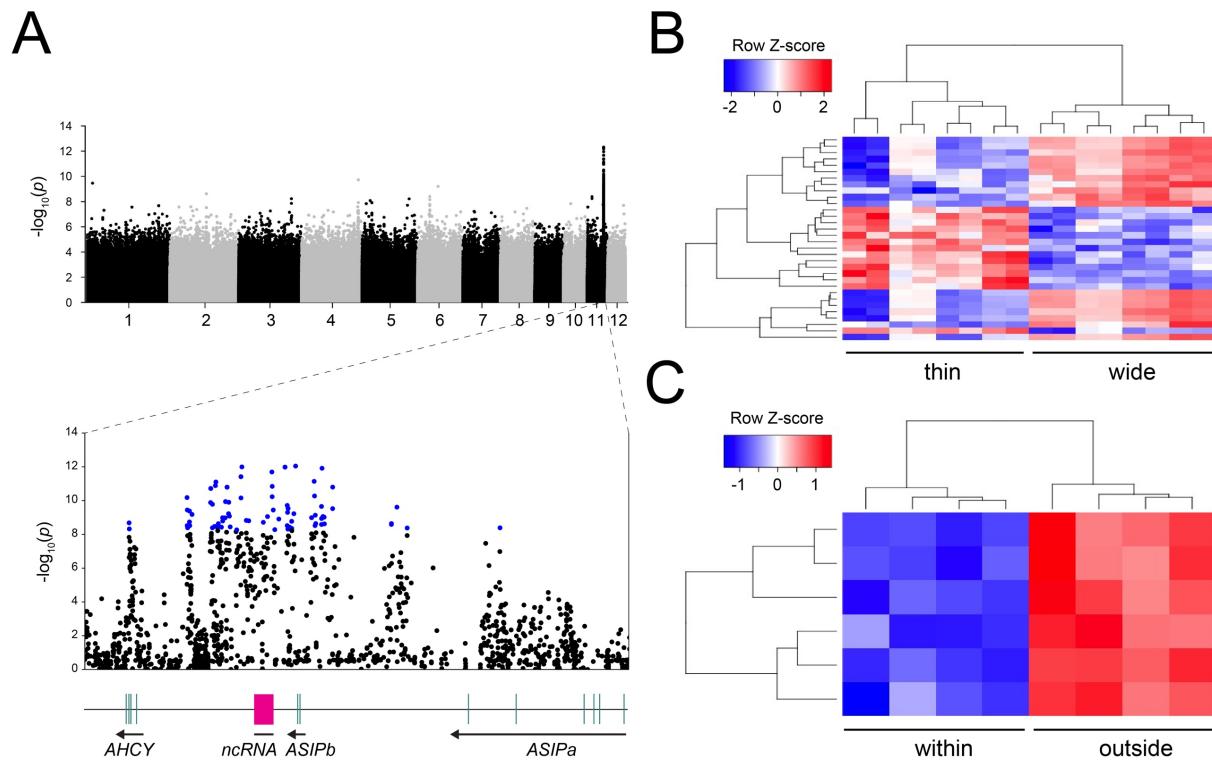 A
-log10(p)
14
12
10
8
6
4
2
0
1 2 3 4 5 6 7 8 9 10 11 12
-log10(p)
14
12
10
8
6
4
2
0
AHCY ncRNA ASIPb ASIPa
B
Row Z-score
-2 0 2
thin wide
C
Row Z-score
-1 0 1
within outside